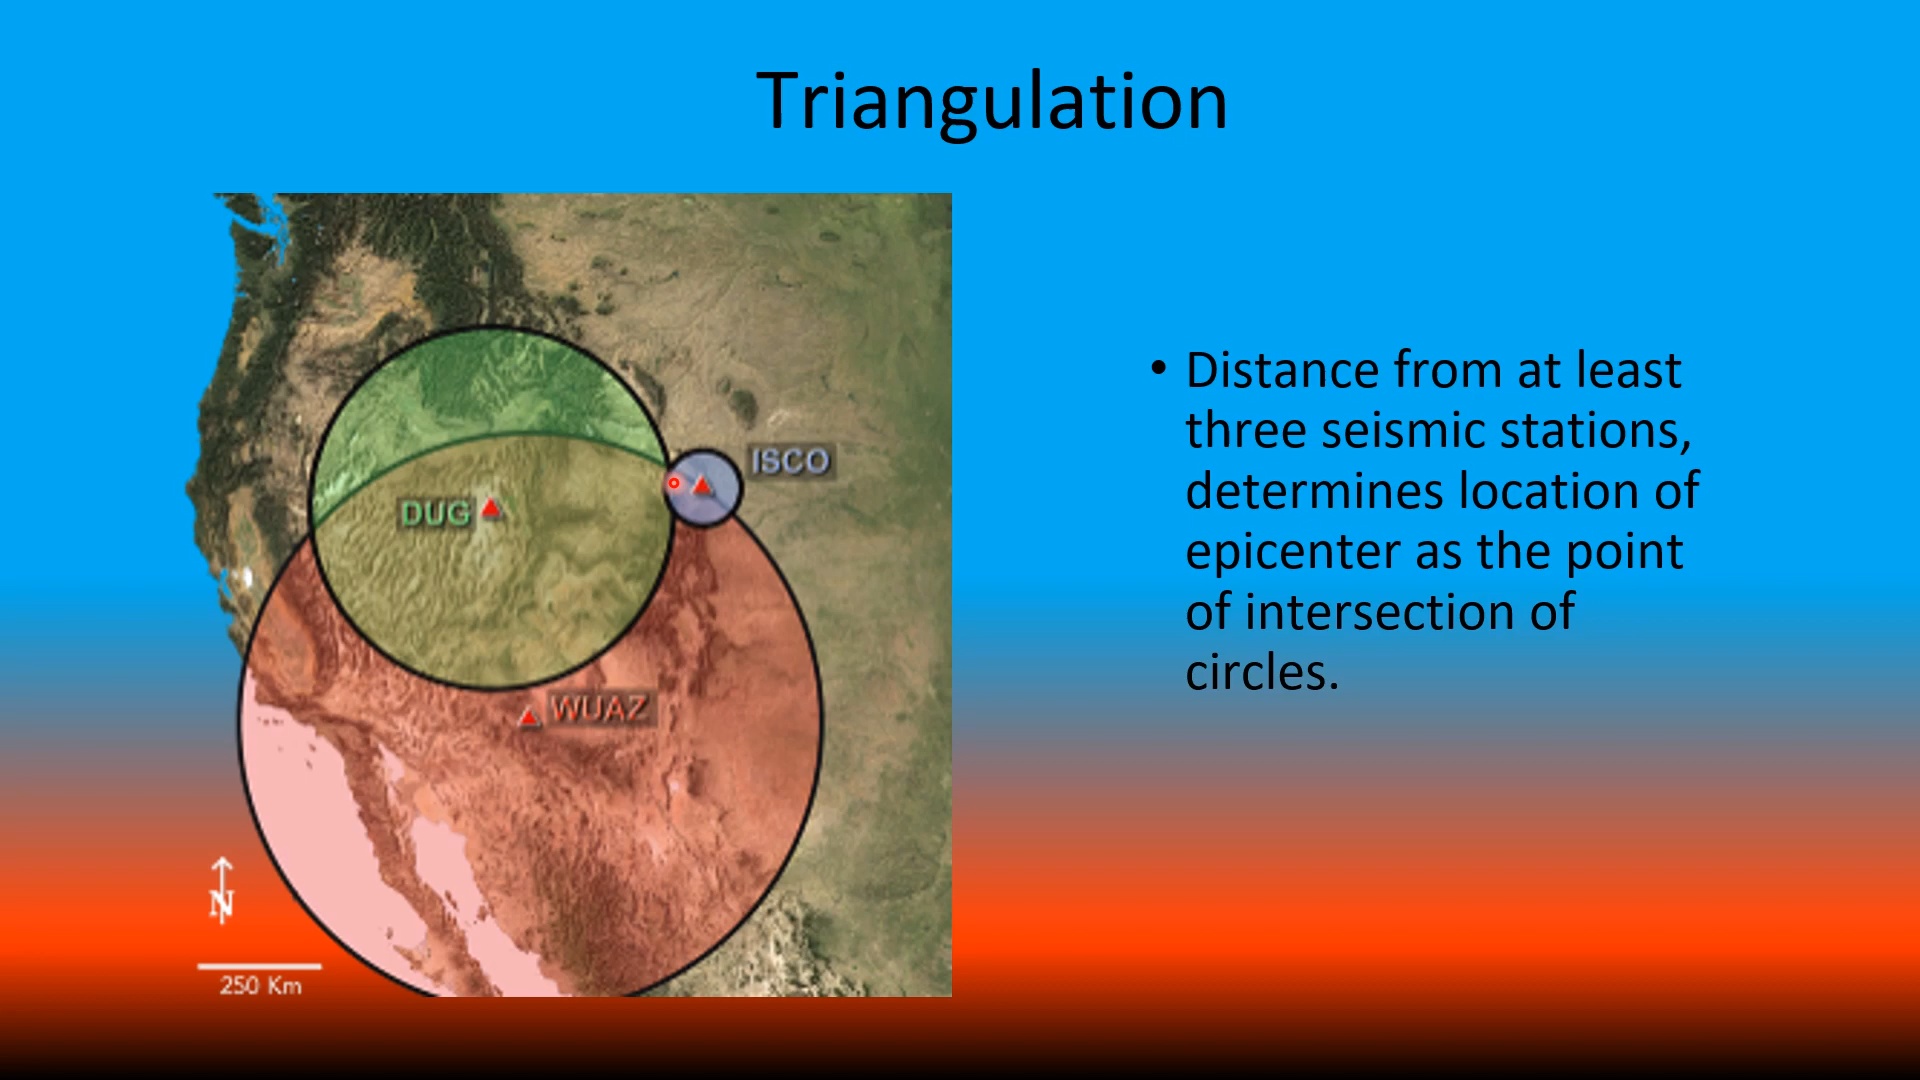 Triangulation
ISCO
DUG
WUAZ
N
250 Km
• Distance from at least
three seismic stations,
determines location of
epicenter as the point
of intersection of
circles.